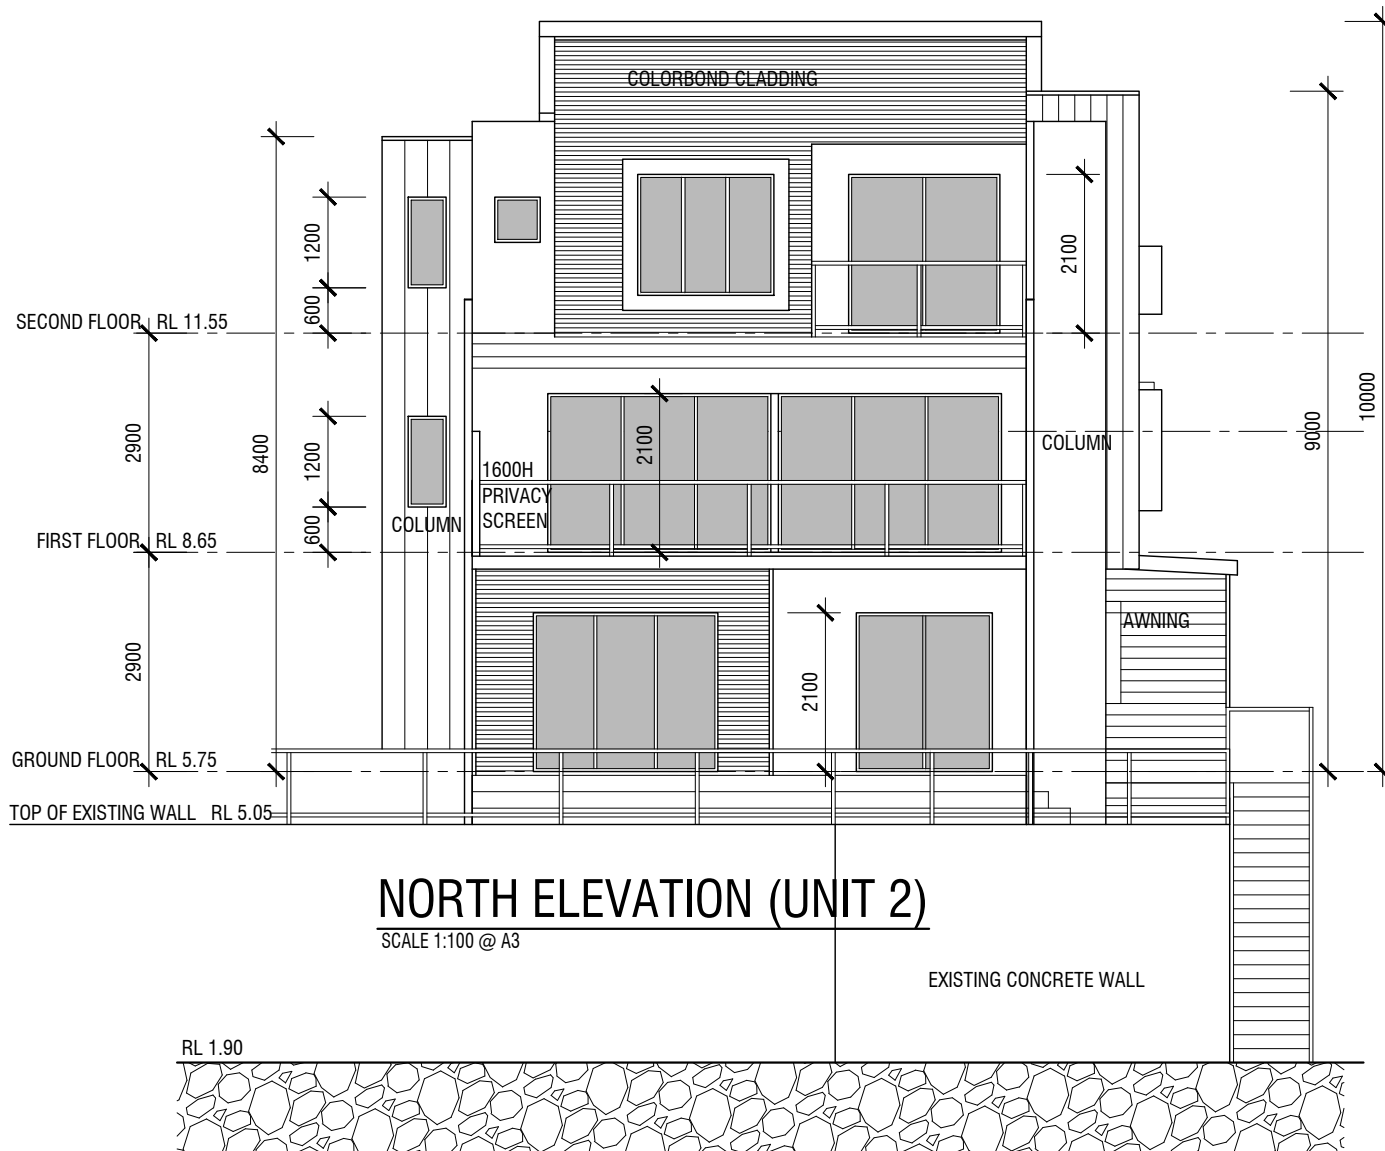 COLORBOND CLADDING
1200
600
2100
SECOND FLOOR RL 11.55
10000
9000
2900
8400
1200
2100
COLUMN
1600H
PRIVACY
SCREEN
COLUMN
600
FIRST FLOOR RL 8.65
AWNING
2900
2100
GROUND FLOOR RL 5.75
TOP OF EXISTING WALL RL 5.05
NORTH ELEVATION (UNIT 2)
SCALE 1:100 @ A3
EXISTING CONCRETE WALL
RL 1.90